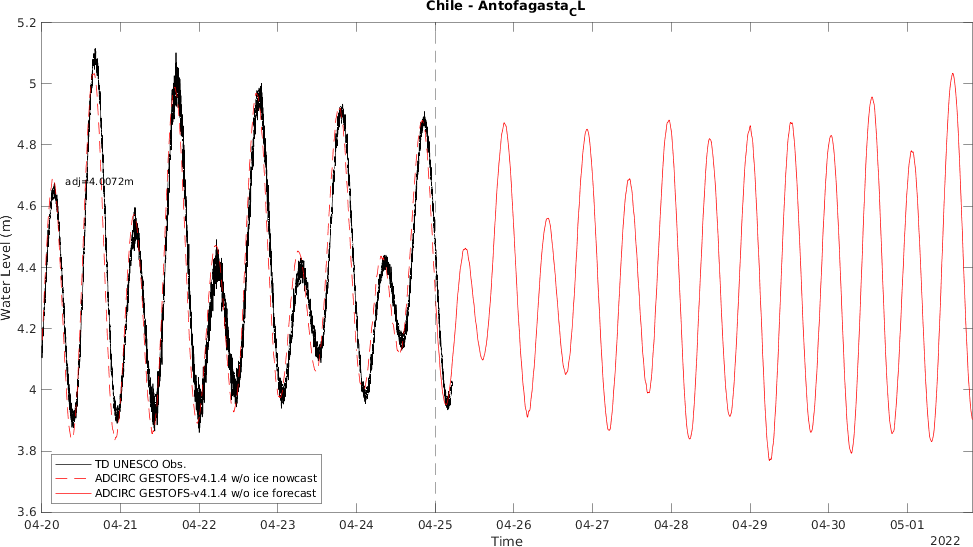 Chile - Antofagasta_CL
5.2
5
4.8
4.6
4.4
4.2
4
3.8
3.6
Water Level (m)
adj=4.0072m
TD UNESCO Obs.
ADCIRC GESTOFS-v4.1.4 w/o ice nowcast
ADCIRC GESTOFS-v4.1.4 w/o ice forecast
04-20 04-21 04-22 04-23 04-24 04-25 04-26 04-27 04-28 04-29 04-30 05-01
Time
2022